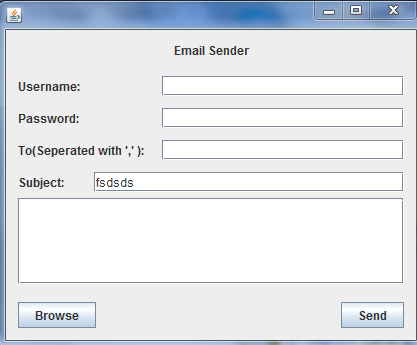 Email Sender
Username:
Password:
To(Seperated with ',' ):
Subject: fsdsds
Browse Send